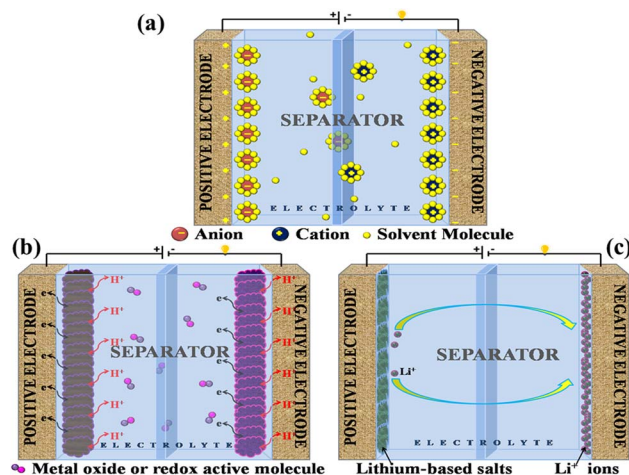 (a)
+ -
POSITIVE ELECTRODE
SEPARATOR
NEGATIVE ELECTRODE
ELECTROLYTE
Anion Cation Solvent Molecule
(b)
+ -
POSITIVE ELECTRODE
H⁺
H⁺
H⁺
H⁺
H⁺
H⁺
H⁺
e⁻
e⁻
e⁻
e⁻
e⁻
e⁻
SEPARATOR
e⁻
e⁻
e⁻
e⁻
e⁻
e⁻
H⁺
H⁺
H⁺
H⁺
H⁺
H⁺
H⁺
NEGATIVE ELECTRODE
ELECTROLYTE
Metal oxide or redox active molecule
(c)
+ -
POSITIVE ELECTRODE
SEPARATOR
Li⁺
NEGATIVE ELECTRODE
ELECTROLYTE
Lithium-based salts Li⁺ ions